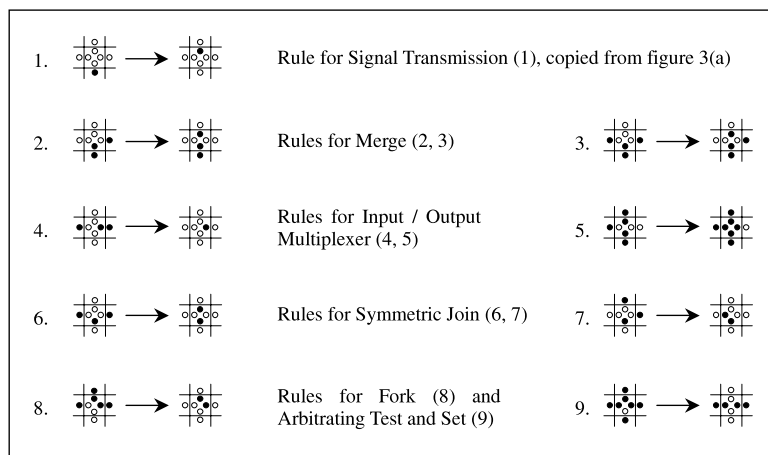 1. Rule for Signal Transmission (1), copied from figure 3(a)
2. Rules for Merge (2, 3) 3.
4. Rules for Input / Output
Multiplexer (4, 5) 5.
6. Rules for Symmetric Join (6, 7) 7.
8. Rules for Fork (8) and
Arbitrating Test and Set (9) 9.